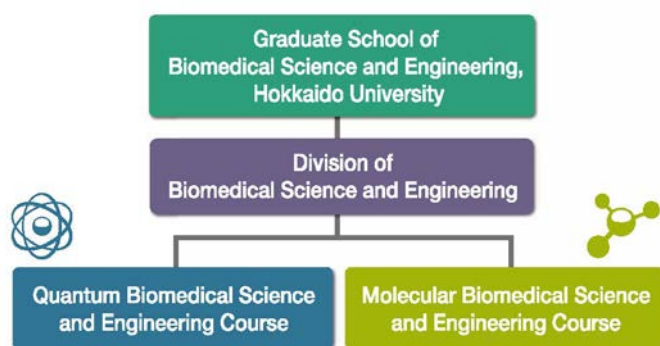 Graduate School of
Biomedical Science and Engineering,
Hokkaido University
Division of
Biomedical Science and Engineering
Quantum Biomedical Science
and Engineering Course
Molecular Biomedical Science
and Engineering Course